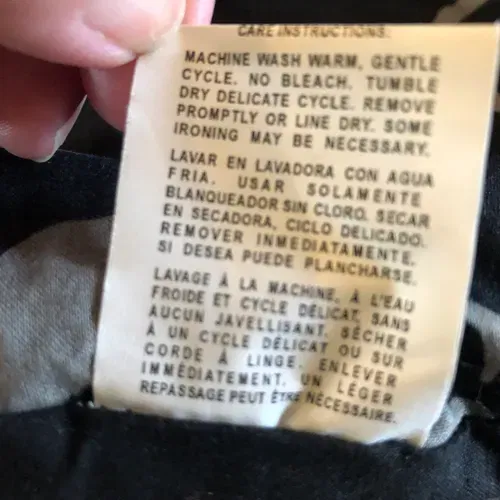 CARE INSTRUCTIONS:
MACHINE WASH WARM, GENTLE
CYCLE. NO BLEACH. TUMBLE
DRY DELICATE CYCLE. REMOVE
PROMPTLY OR LINE DRY. SOME
IRONING MAY BE NECESSARY.
LAVAR EN LAVADORA CON AGUA
FRIA. USAR SOLAMENTE
BLANQUEADOR SIN CLORO. SECAR
EN SECADORA, CICLO DELICADO.
REMOVER INMEDIATAMENTE,
SI DESEA PUEDE PLANCHARSE.
LAVAGE À LA MACHINE, À L'EAU
FROIDE ET CYCLE DÉLICAT. SANS
AUCUN JAVELLISANT. SÉCHER
À UN CYCLE DÉLICAT OU SUR
CORDE À LINGE. ENLEVER
IMMÉDIATEMENT. UN LÉGER
REPASSAGE PEUT ÊTRE NÉCESSAIRE.